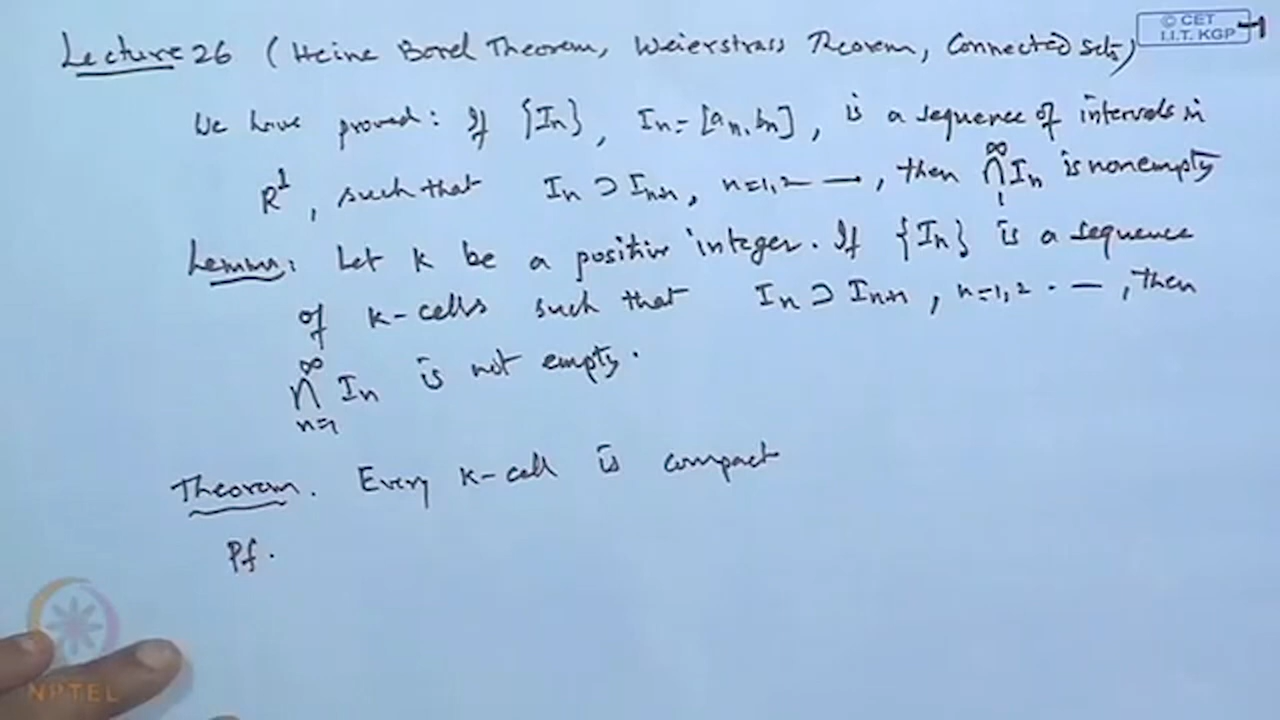 Lecture 26 (Heine Borel Theorem, Weierstrass Theorem, Connected Sets)
© CET
I.I.T. KGP
We have proved: If {In}, In = [an, bn], is a sequence of intervals in
R¹, such that In ⊃ In+1, n=1,2 —, then ∞⋂1 In is nonempty
Lemma: Let k be a positive integer. If {In} is a sequence
of k-cells such that In ⊃ In+1, n=1,2 . —, then
∞⋂n=1 In is not empty.
Theorem. Every k-cell is compact
Pf.
NPTEL